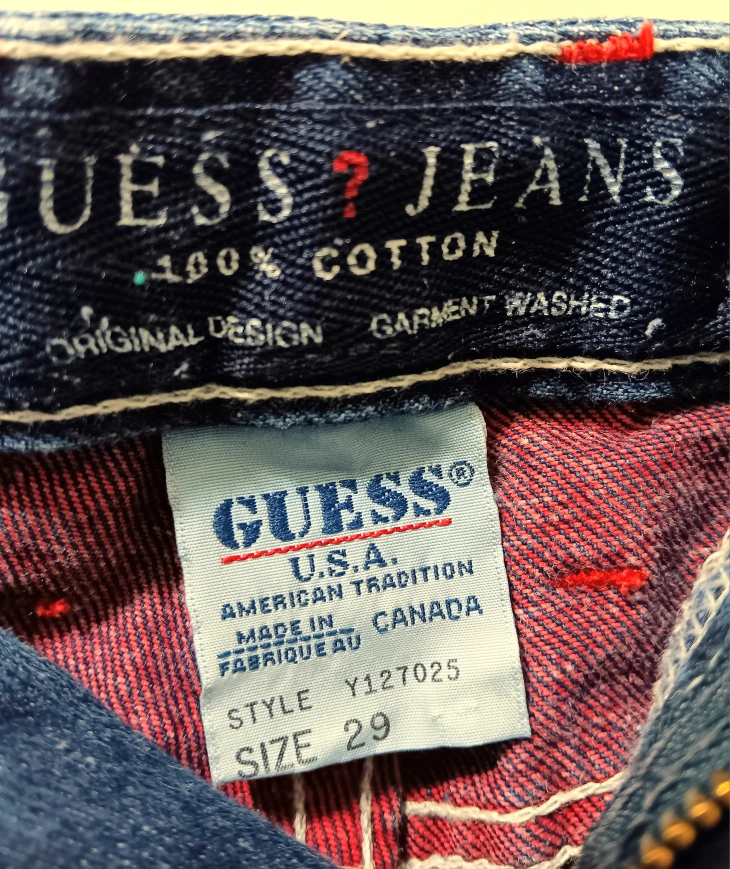 GUESS ? JEANS
100% COTTON
ORIGINAL DESIGN GARMENT WASHED
GUESS®
U.S.A.
AMERICAN TRADITION
MADE IN CANADA
FABRIQUE AU
STYLE Y127025
SIZE 29